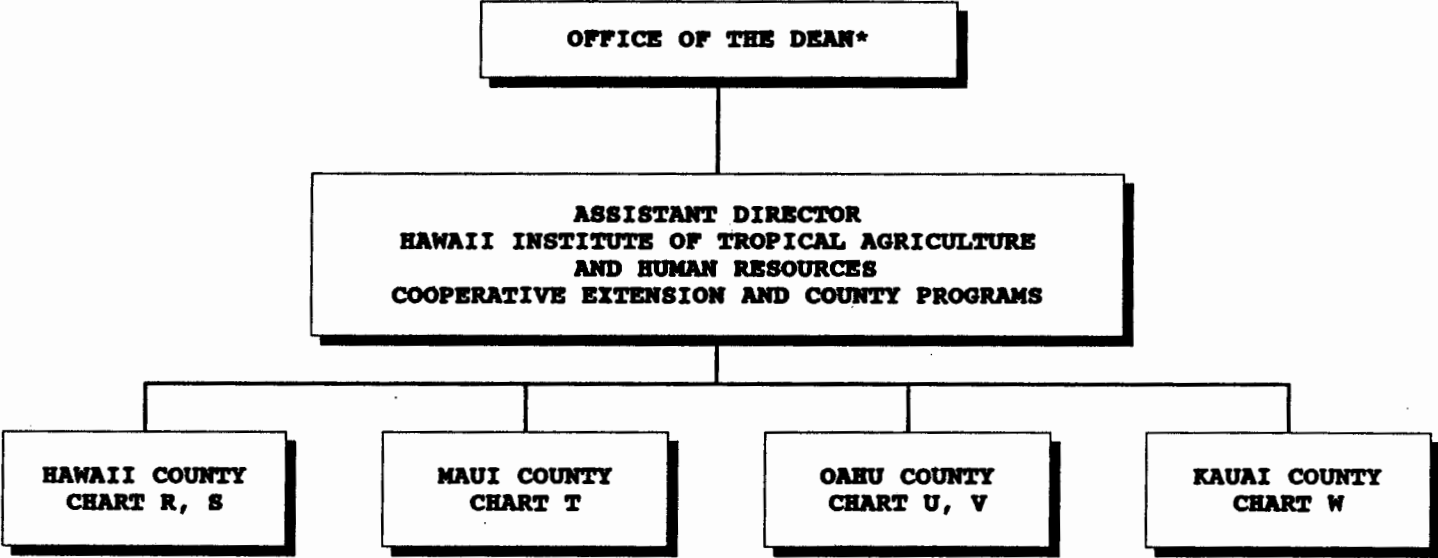 OFFICE OF THE DEAN*
ASSISTANT DIRECTOR
HAWAII INSTITUTE OF TROPICAL AGRICULTURE
AND HUMAN RESOURCES
COOPERATIVE EXTENSION AND COUNTY PROGRAMS
HAWAII COUNTY
CHART R, S
MAUI COUNTY
CHART T
OAHU COUNTY
CHART U, V
KAUAI COUNTY
CHART W